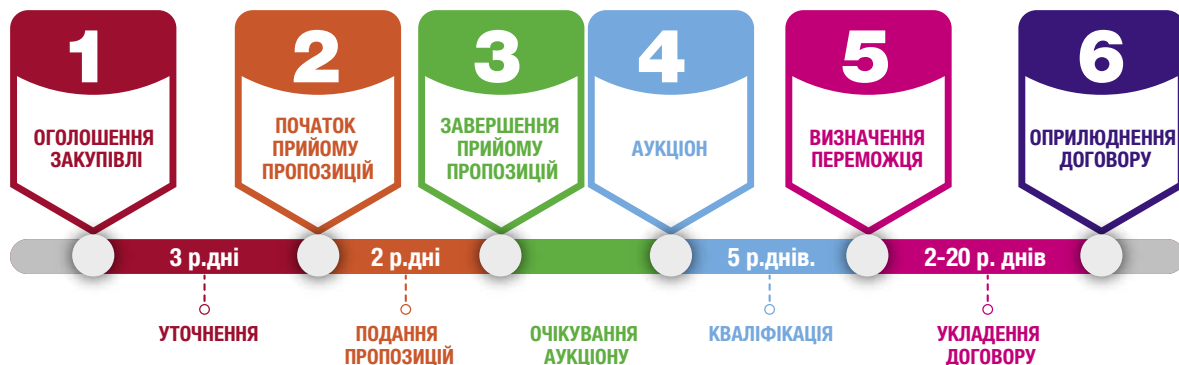 1
ОГОЛОШЕННЯ
ЗАКУПІВЛІ
2
ПОЧАТОК
ПРИЙОМУ
ПРОПОЗИЦІЙ
3
ЗАВЕРШЕННЯ
ПРИЙОМУ
ПРОПОЗИЦІЙ
4
АУКЦІОН
5
ВИЗНАЧЕННЯ
ПЕРЕМОЖЦЯ
6
ОПРИЛЮДНЕННЯ
ДОГОВОРУ
3 р.дні
2 р.дні
5 р.днів.
2-20 р. днів
УТОЧНЕННЯ
ПОДАННЯ
ПРОПОЗИЦІЙ
ОЧІКУВАННЯ
АУКЦІОНУ
КВАЛІФІКАЦІЯ
УКЛАДЕННЯ
ДОГОВОРУ